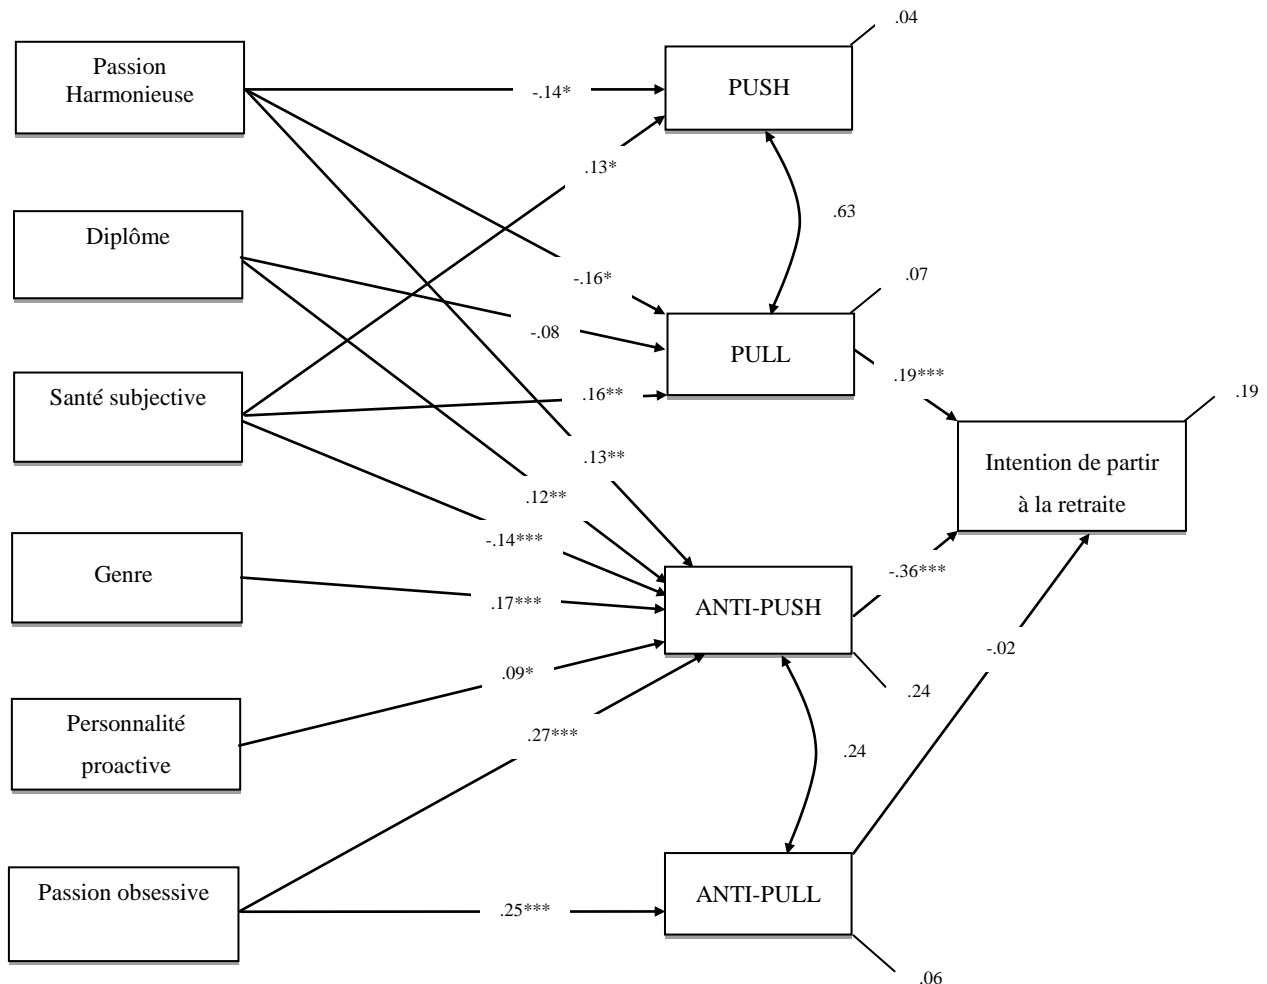 .04
Passion
Harmonieuse
PUSH
-.14*
.13*
Diplôme
.63
-.16*
.07
-.08
PULL
.19***
Santé subjective
.16**
.19
.13**
Intention de partir
à la retraite
.12**
-.14***
Genre
-.36***
.17***
ANTI-PUSH
-.02
.09*
.24
Personnalité
proactive
.27***
.24
Passion obsessive
.25***
ANTI-PULL
.06